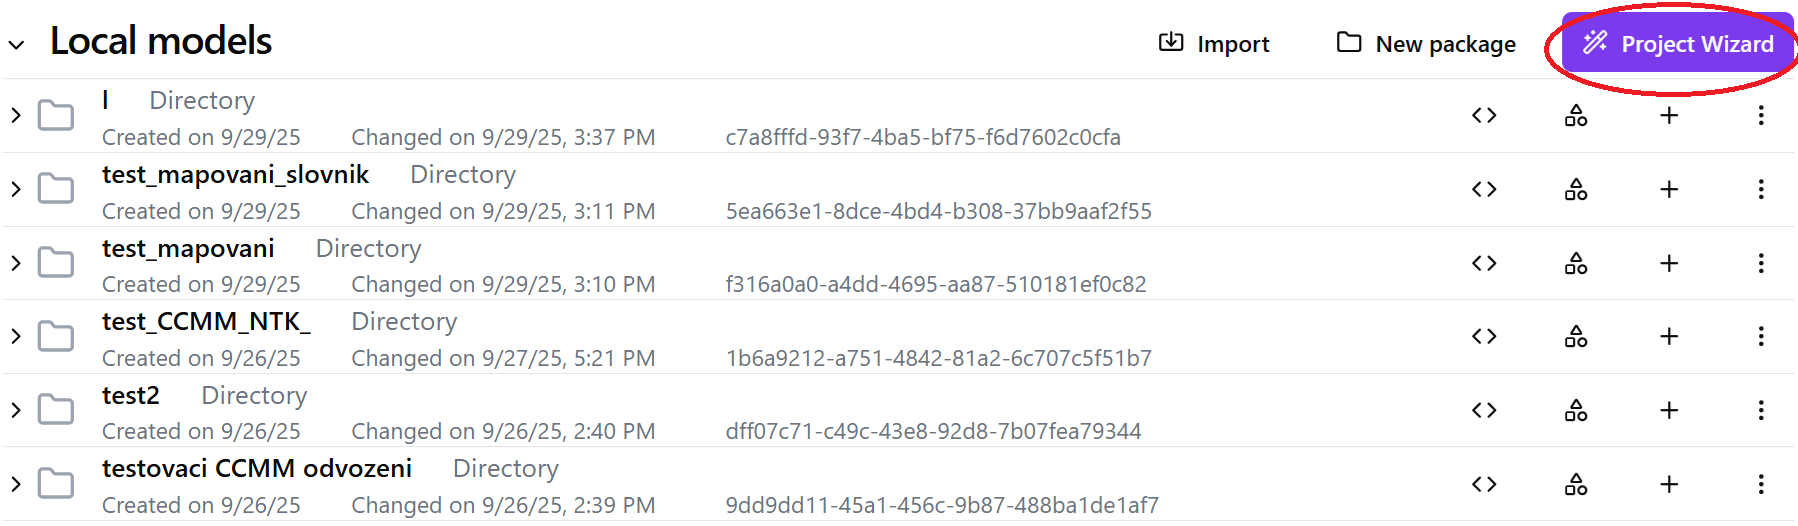 Local models
Import
New package
Project Wizard
l Directory
Created on 9/29/25 Changed on 9/29/25, 3:37 PM c7a8fffd-93f7-4ba5-bf75-f6d7602c0cfa
test_mapovani_slovnik Directory
Created on 9/29/25 Changed on 9/29/25, 3:11 PM 5ea663e1-8dce-4bd4-b308-37bb9aaf2f55
test_mapovani Directory
Created on 9/29/25 Changed on 9/29/25, 3:10 PM f316a0a0-a4dd-4695-aa87-510181ef0c82
test_CCMM_NTK_ Directory
Created on 9/26/25 Changed on 9/27/25, 5:21 PM 1b6a9212-a751-4842-81a2-6c707c5f51b7
test2 Directory
Created on 9/26/25 Changed on 9/26/25, 2:40 PM dff07c71-c49c-43e8-92d8-7b07fea79344
testovaci CCMM odvozeni Directory
Created on 9/26/25 Changed on 9/26/25, 2:39 PM 9dd9dd11-45a1-456c-9b87-488ba1de1af7